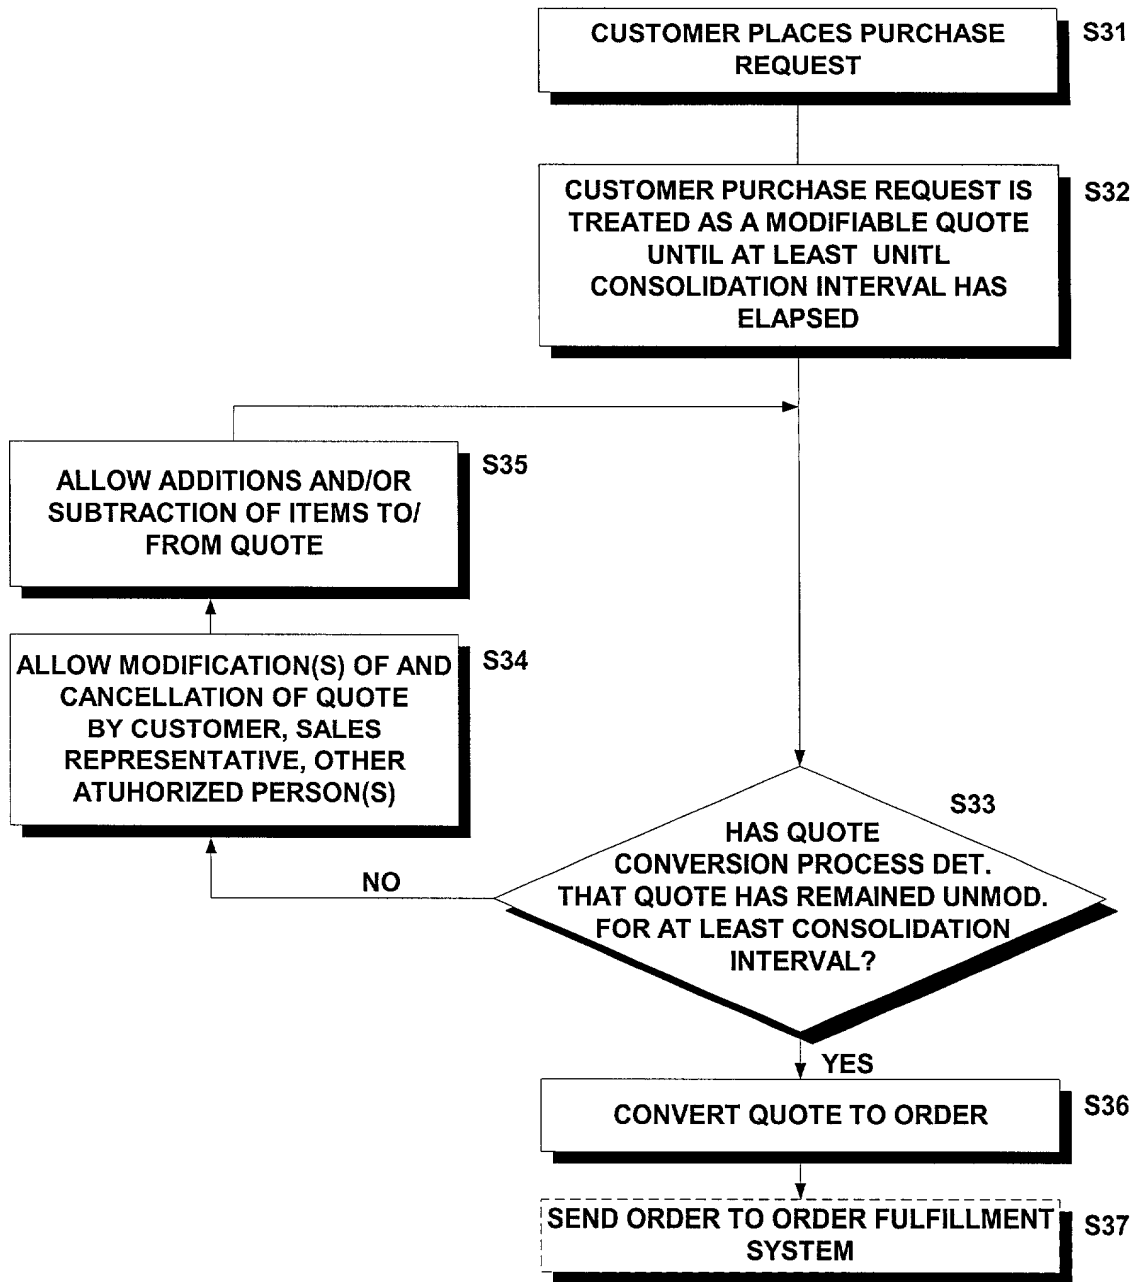 CUSTOMER PLACES PURCHASE
REQUEST
S31
CUSTOMER PURCHASE REQUEST IS
TREATED AS A MODIFIABLE QUOTE
UNTIL AT LEAST UNITL
CONSOLIDATION INTERVAL HAS
ELAPSED
S32
ALLOW ADDITIONS AND/OR
SUBTRACTION OF ITEMS TO/
FROM QUOTE
S35
ALLOW MODIFICATION(S) OF AND
CANCELLATION OF QUOTE
BY CUSTOMER, SALES
REPRESENTATIVE, OTHER
ATUHORIZED PERSON(S)
S34
S33
HAS QUOTE
CONVERSION PROCESS DET.
THAT QUOTE HAS REMAINED UNMOD.
FOR AT LEAST CONSOLIDATION
INTERVAL?
NO
YES
CONVERT QUOTE TO ORDER
S36
SEND ORDER TO ORDER FULFILLMENT
SYSTEM
S37